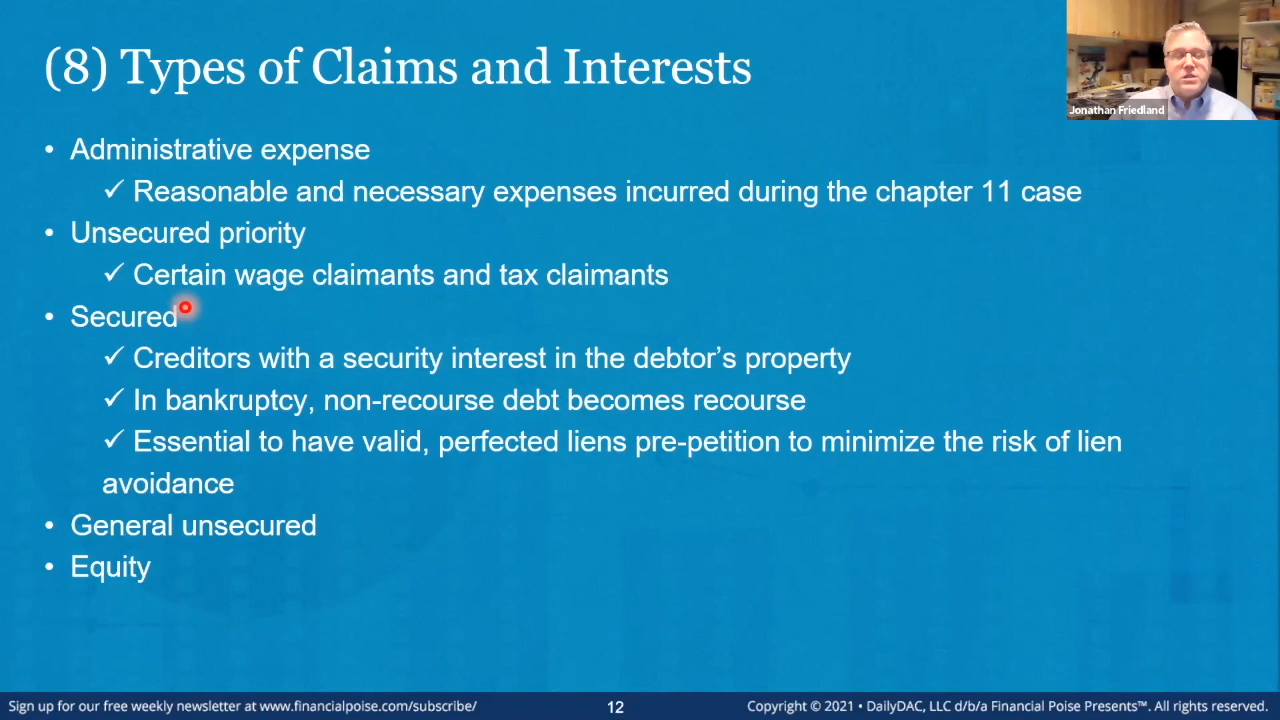 (8) Types of Claims and Interests
Jonathan Friedland
• Administrative expense
✓ Reasonable and necessary expenses incurred during the chapter 11 case
• Unsecured priority
✓ Certain wage claimants and tax claimants
• Secured
✓ Creditors with a security interest in the debtor’s property
✓ In bankruptcy, non-recourse debt becomes recourse
✓ Essential to have valid, perfected liens pre-petition to minimize the risk of lien
avoidance
• General unsecured
• Equity
Sign up for our free weekly newsletter at www.financialpoise.com/subscribe/
12
Copyright © 2021 • DailyDAC, LLC d/b/a Financial Poise Presents™. All rights reserved.